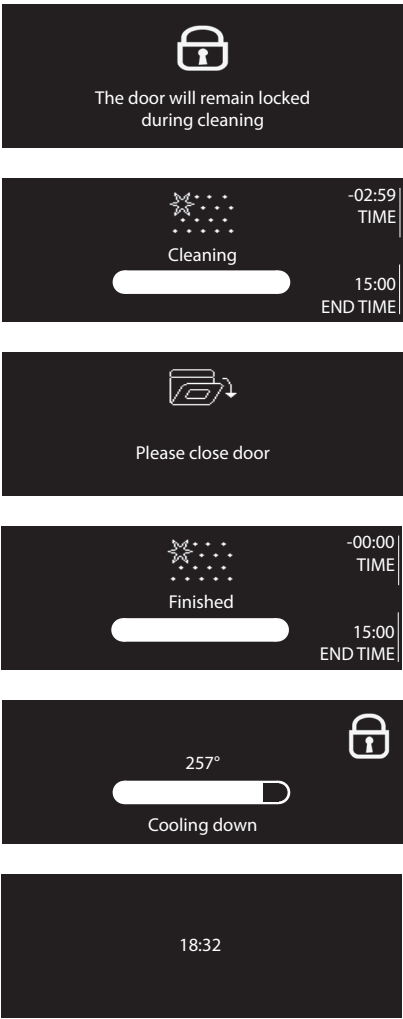 The door will remain locked
during cleaning
-02:59
TIME
Cleaning
15:00
END TIME
Please close door
-00:00
TIME
Finished
15:00
END TIME
257°
Cooling down
18:32